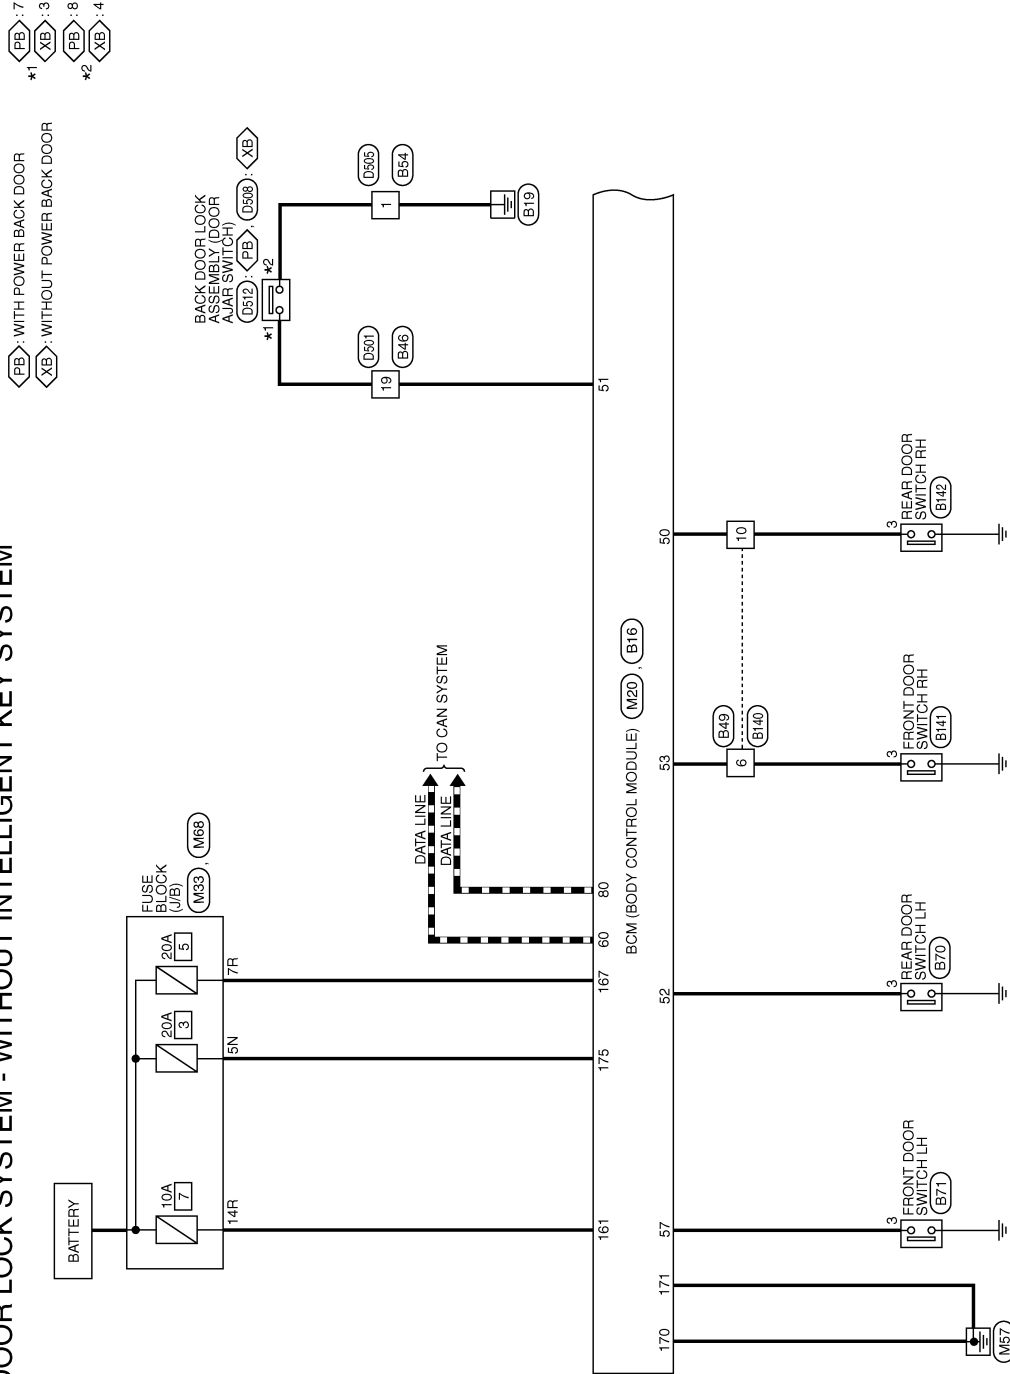 DOOR LOCK SYSTEM - WITHOUT INTELLIGENT KEY SYSTEM
PB : WITH POWER BACK DOOR
XB : WITHOUT POWER BACK DOOR
*1
PB : 7
XB : 3
*2
PB : 8
XB : 4
BATTERY
FUSE
BLOCK
(J/B)
M33 , M68
10A
7
20A
3
20A
5
14R
5N
7R
DATA LINE
DATA LINE
TO CAN SYSTEM
BACK DOOR LOCK
ASSEMBLY (DOOR
AJAR SWITCH)
D512 : PB , D508 : XB
*1
*2
D501
19
B46
D505
1
B54
B19
161
175
167
60
80
51
BCM (BODY CONTROL MODULE) M20 , B16
170
171
57
52
53
50
B49
6
B140
10
3
FRONT DOOR
SWITCH LH
B71
3
REAR DOOR
SWITCH LH
B70
3
FRONT DOOR
SWITCH RH
B141
3
REAR DOOR
SWITCH RH
B142
M57